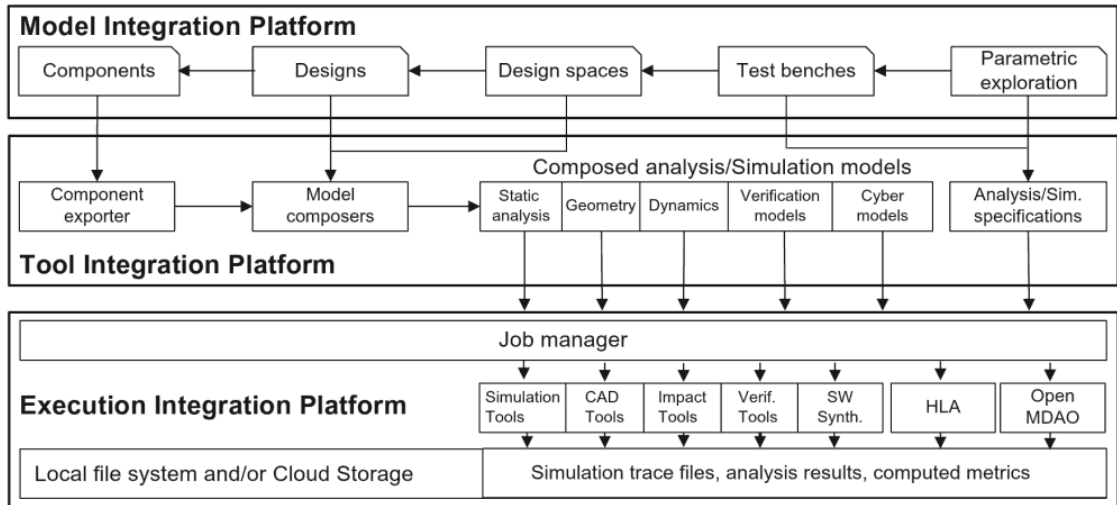 Model Integration Platform
Components
Designs
Design spaces
Test benches
Parametric
exploration
Composed analysis/Simulation models
Component
exporter
Model
composers
Static
analysis
Geometry
Dynamics
Verification
models
Cyber
models
Analysis/Sim.
specifications
Tool Integration Platform
Job manager
Execution Integration Platform
Simulation
Tools
CAD
Tools
Impact
Tools
Verif.
Tools
SW
Synth.
HLA
Open
MDAO
Local file system and/or Cloud Storage
Simulation trace files, analysis results, computed metrics